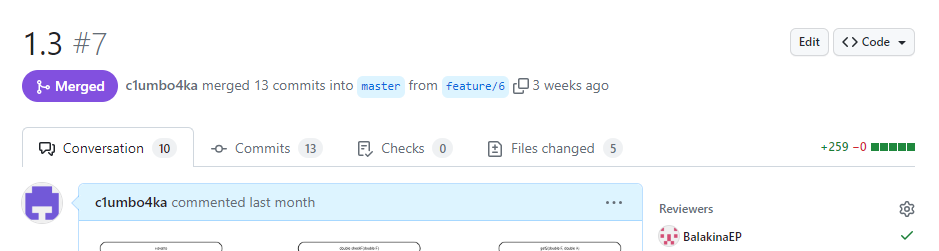 1.3 #7
Edit
<> Code
Merged
c1umbo4ka merged 13 commits into master from feature/6 3 weeks ago
Conversation 10
Commits 13
Checks 0
Files changed 5
+259 −0
c1umbo4ka commented last month
Reviewers
BalakinaEP